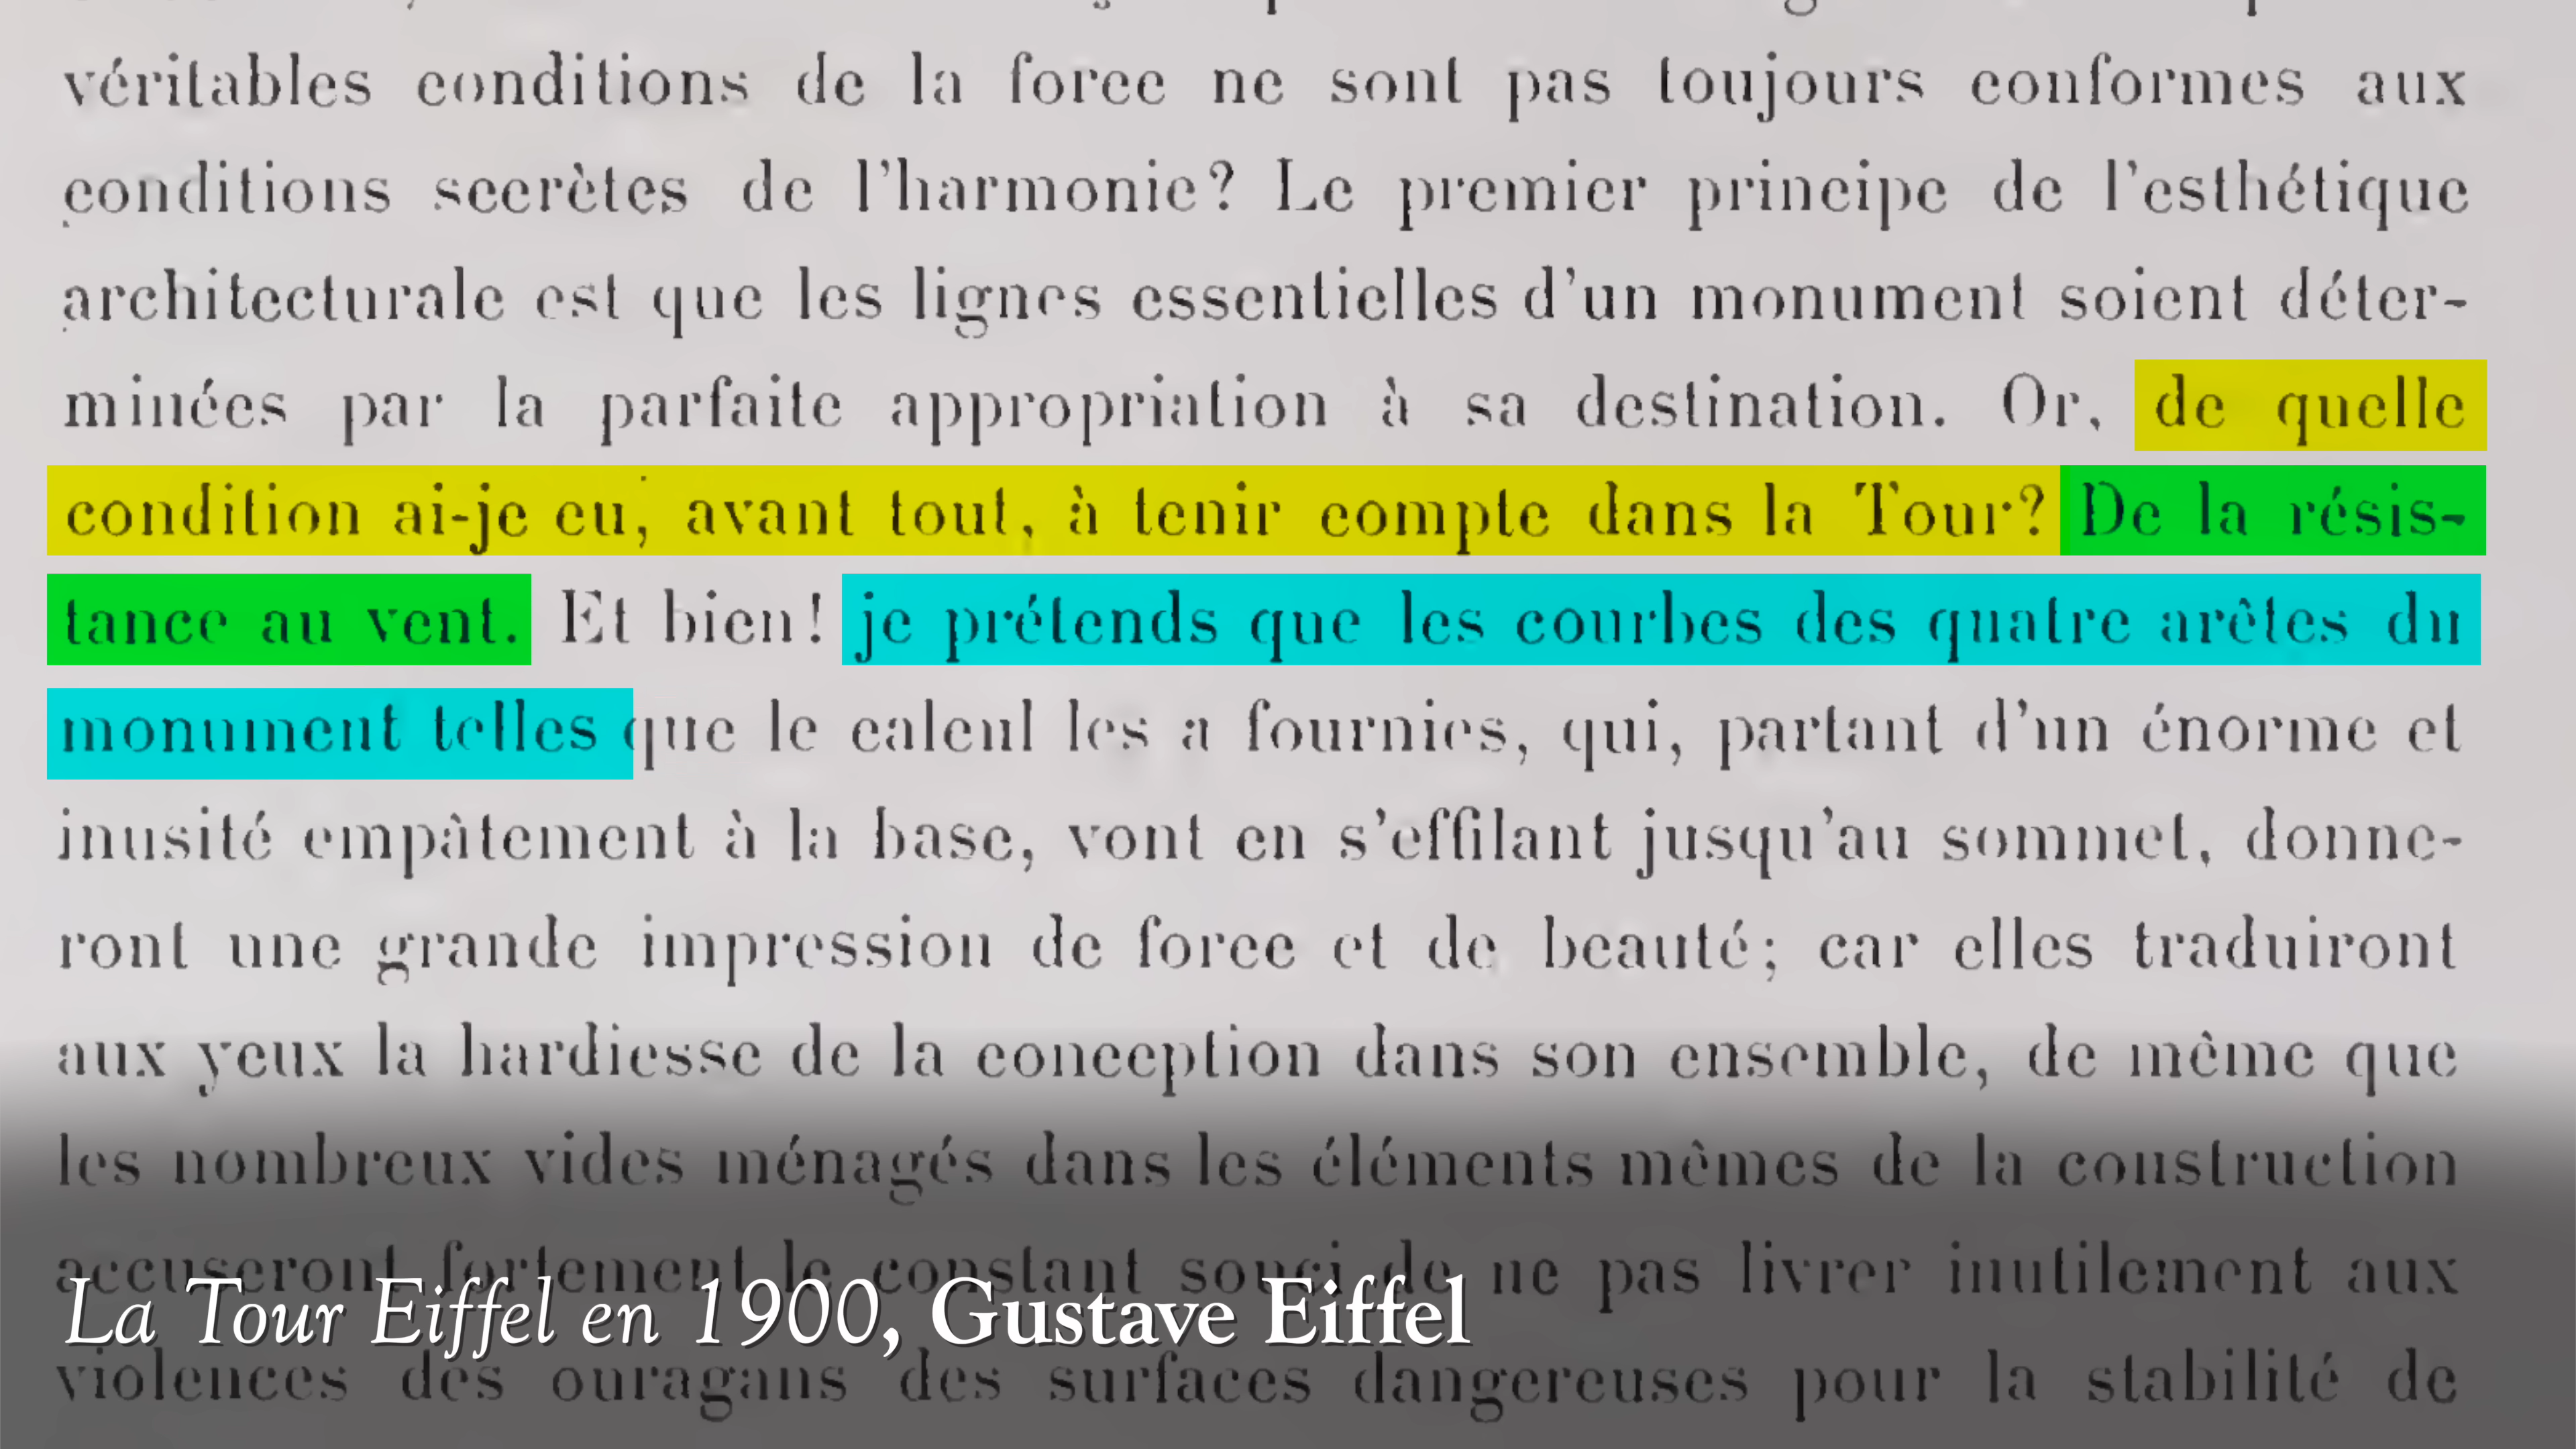 véritables conditions de la force ne sont pas toujours conformes aux
conditions secrètes de l'harmonie? Le premier principe de l'esthétique
architecturale est que les lignes essentielles d'un monument soient déter-
minées par la parfaite appropriation à sa destination. Or, de quelle
condition ai-je eu, avant tout, à tenir compte dans la Tour? De la résis-
tance au vent. Et bien! je prétends que les courbes des quatre arêtes du
monument telles que le calcul les a fournies, qui, partant d'un énorme et
inusité empâtement à la base, vont en s'effilant jusqu'au sommet, donne-
ront une grande impression de force et de beauté; car elles traduiront
aux yeux la hardiesse de la conception dans son ensemble, de même que
les nombreux vides ménagés dans les éléments mêmes de la construction
accuseront fortement le constant souci de ne pas livrer inutilement aux
La Tour Eiffel en 1900, Gustave Eiffel
violences des ouragans des surfaces dangereuses pour la stabilité de